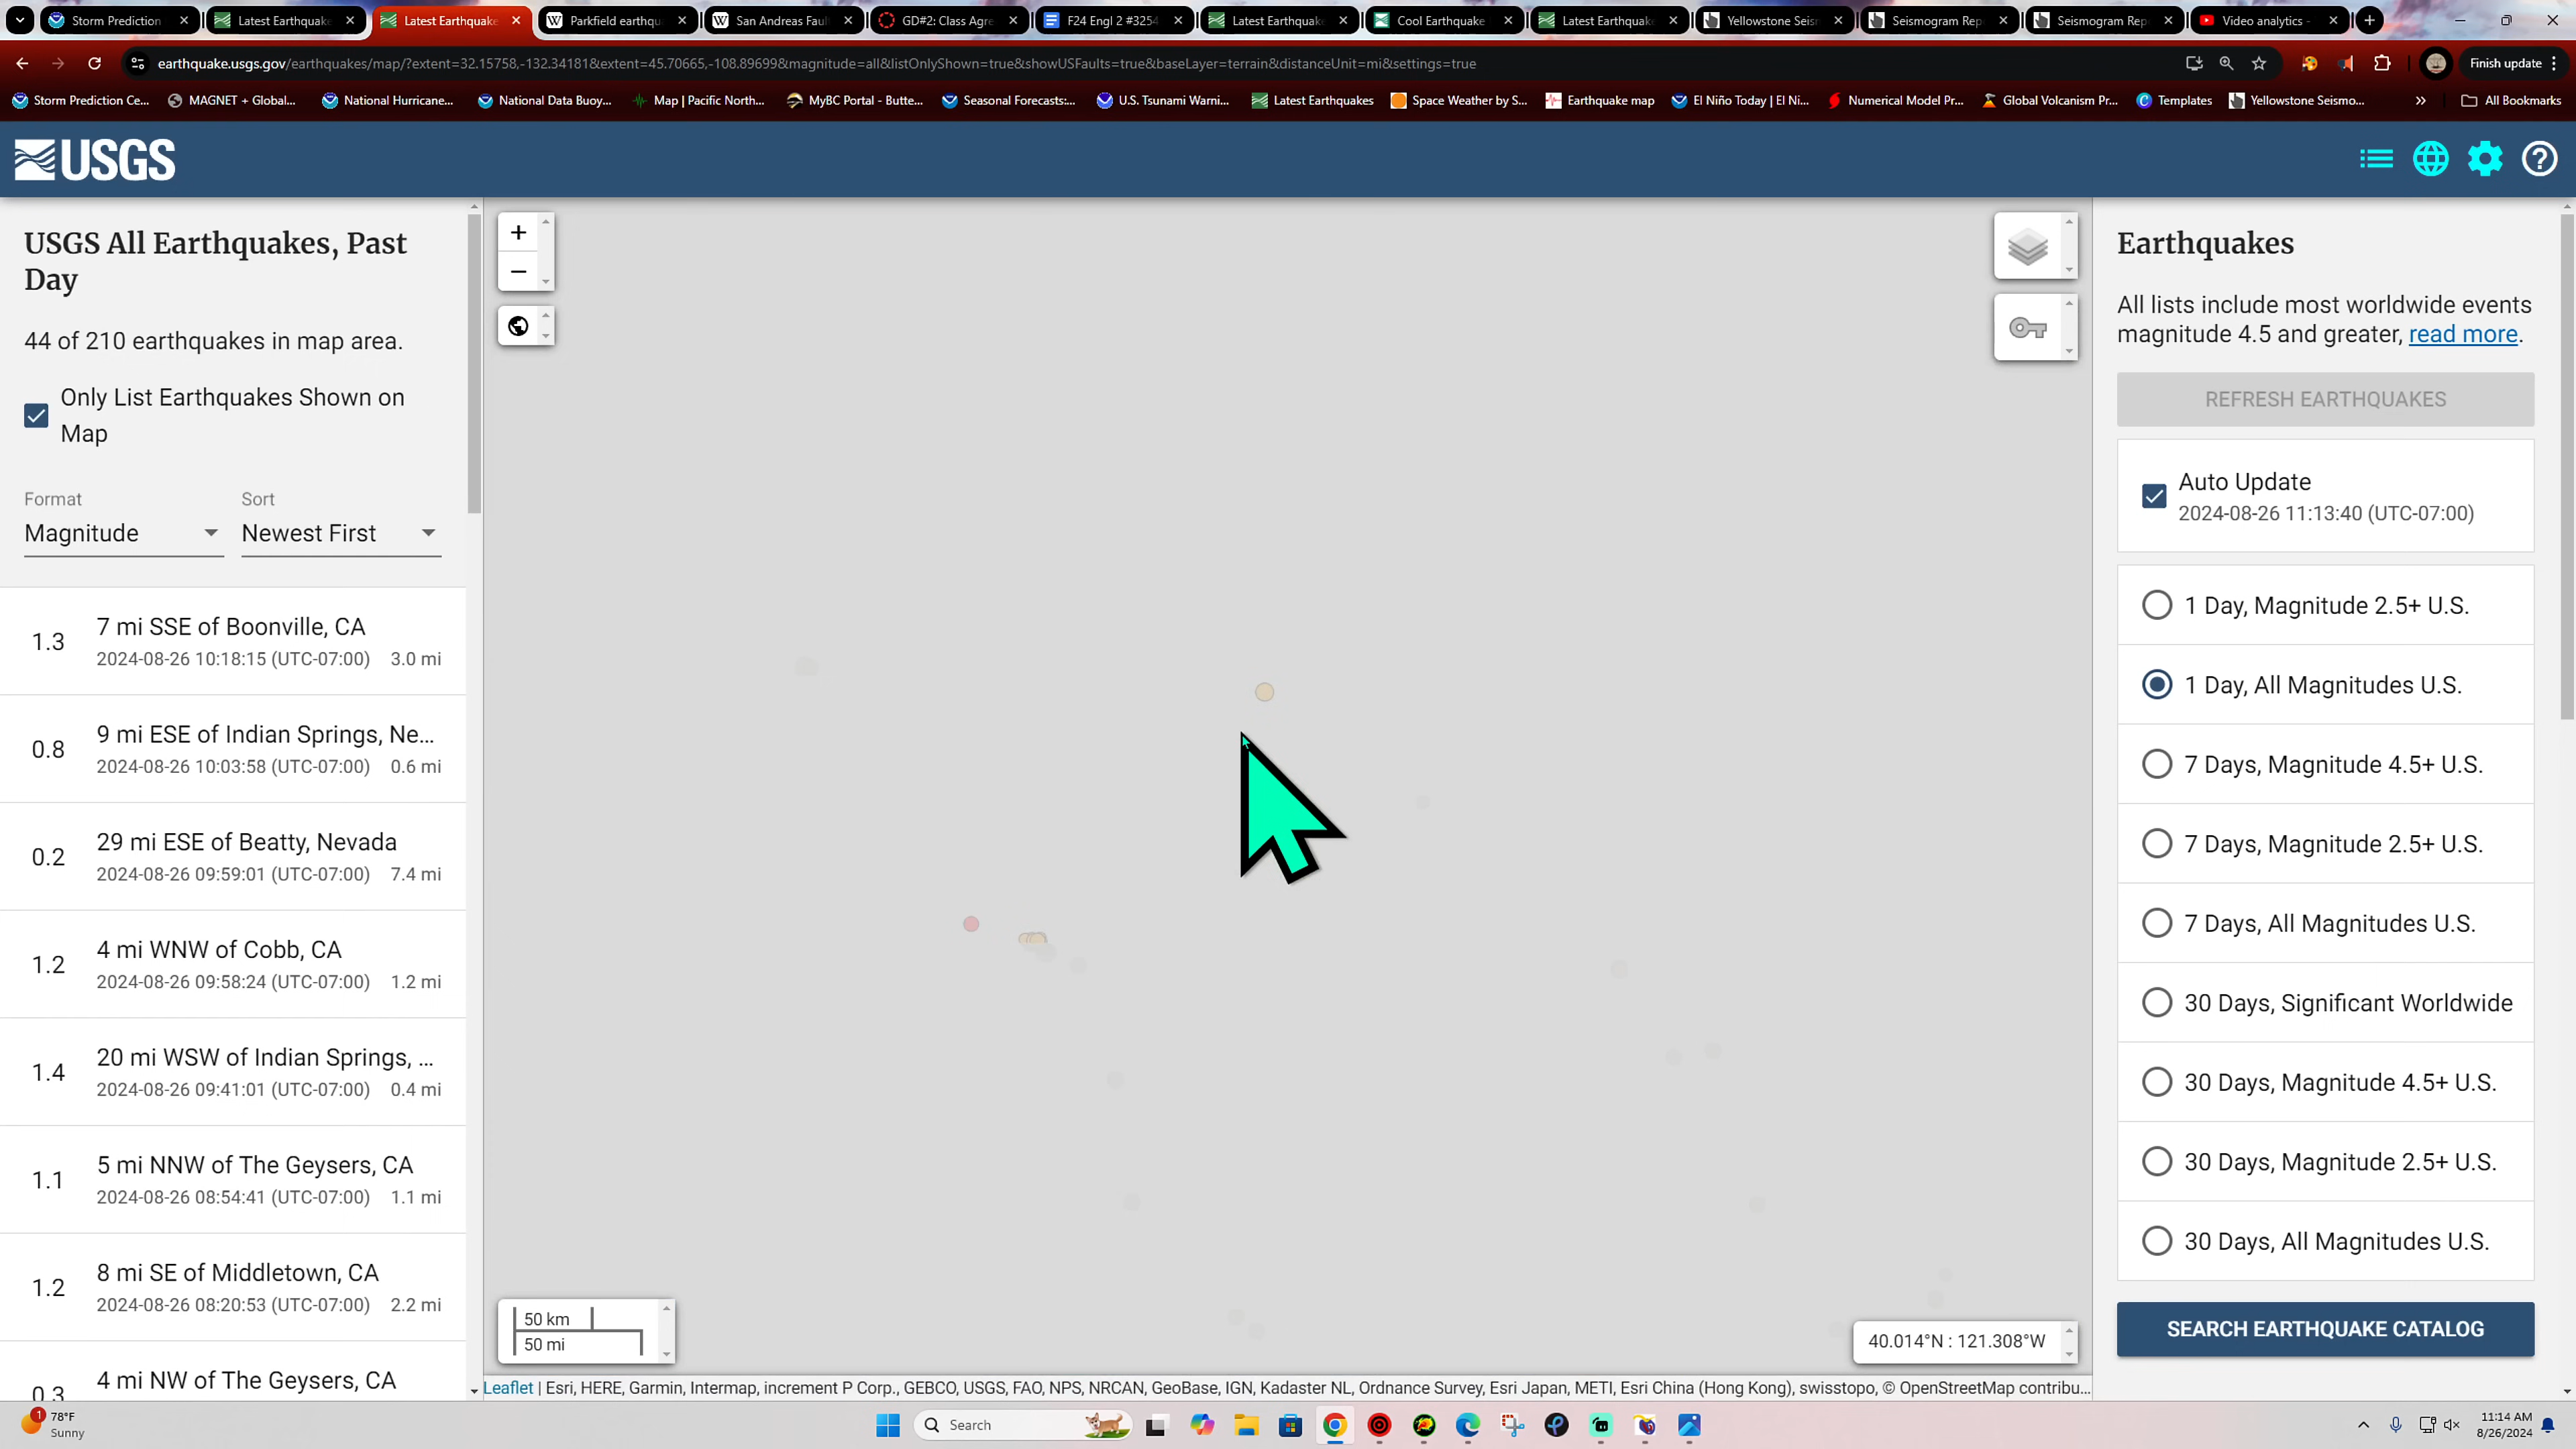 Storm Prediction
Latest Earthquake
Latest Earthquake
Parkfield earthqu
San Andreas Faul
GD#2: Class Agre
F24 Engl 2 #3254
Latest Earthquake
Cool Earthquake
Latest Earthquake
Yellowstone Seis
Seismogram Rep
Seismogram Rep
Video analytics -
earthquake.usgs.gov/earthquakes/map/?extent=32.15758,-132.34181&extent=45.70665,-108.89699&magnitude=all&listOnlyShown=true&showUSFaults=true&baseLayer=terrain&distanceUnit=mi&settings=true
Finish update
Storm Prediction Ce...
MAGNET + Global...
National Hurricane...
National Data Buoy...
Map | Pacific North...
MyBC Portal - Butte...
Seasonal Forecasts:...
U.S. Tsunami Warni...
Latest Earthquakes
Space Weather by S...
Earthquake map
El Niño Today | El Ni...
Numerical Model Pr...
Global Volcanism Pr...
Templates
Yellowstone Seismo...
All Bookmarks
USGS
USGS All Earthquakes, Past
Day
44 of 210 earthquakes in map area.
Only List Earthquakes Shown on
Map
Format
Sort
Magnitude
Newest First
1.3
7 mi SSE of Boonville, CA
2024-08-26 10:18:15 (UTC-07:00) 3.0 mi
0.8
9 mi ESE of Indian Springs, Ne...
2024-08-26 10:03:58 (UTC-07:00) 0.6 mi
0.2
29 mi ESE of Beatty, Nevada
2024-08-26 09:59:01 (UTC-07:00) 7.4 mi
1.2
4 mi WNW of Cobb, CA
2024-08-26 09:58:24 (UTC-07:00) 1.2 mi
1.4
20 mi WSW of Indian Springs, ...
2024-08-26 09:41:01 (UTC-07:00) 0.4 mi
1.1
5 mi NNW of The Geysers, CA
2024-08-26 08:54:41 (UTC-07:00) 1.1 mi
1.2
8 mi SE of Middletown, CA
2024-08-26 08:20:53 (UTC-07:00) 2.2 mi
0.3
4 mi NW of The Geysers, CA
+
−
50 km
50 mi
40.014°N : 121.308°W
Leaflet | Esri, HERE, Garmin, Intermap, increment P Corp., GEBCO, USGS, FAO, NPS, NRCAN, GeoBase, IGN, Kadaster NL, Ordnance Survey, Esri Japan, METI, Esri China (Hong Kong), swisstopo, © OpenStreetMap contribu...
Earthquakes
All lists include most worldwide events
magnitude 4.5 and greater, read more.
REFRESH EARTHQUAKES
Auto Update
2024-08-26 11:13:40 (UTC-07:00)
1 Day, Magnitude 2.5+ U.S.
1 Day, All Magnitudes U.S.
7 Days, Magnitude 4.5+ U.S.
7 Days, Magnitude 2.5+ U.S.
7 Days, All Magnitudes U.S.
30 Days, Significant Worldwide
30 Days, Magnitude 4.5+ U.S.
30 Days, Magnitude 2.5+ U.S.
30 Days, All Magnitudes U.S.
SEARCH EARTHQUAKE CATALOG
1
78°F
Sunny
Search
11:14 AM
8/26/2024